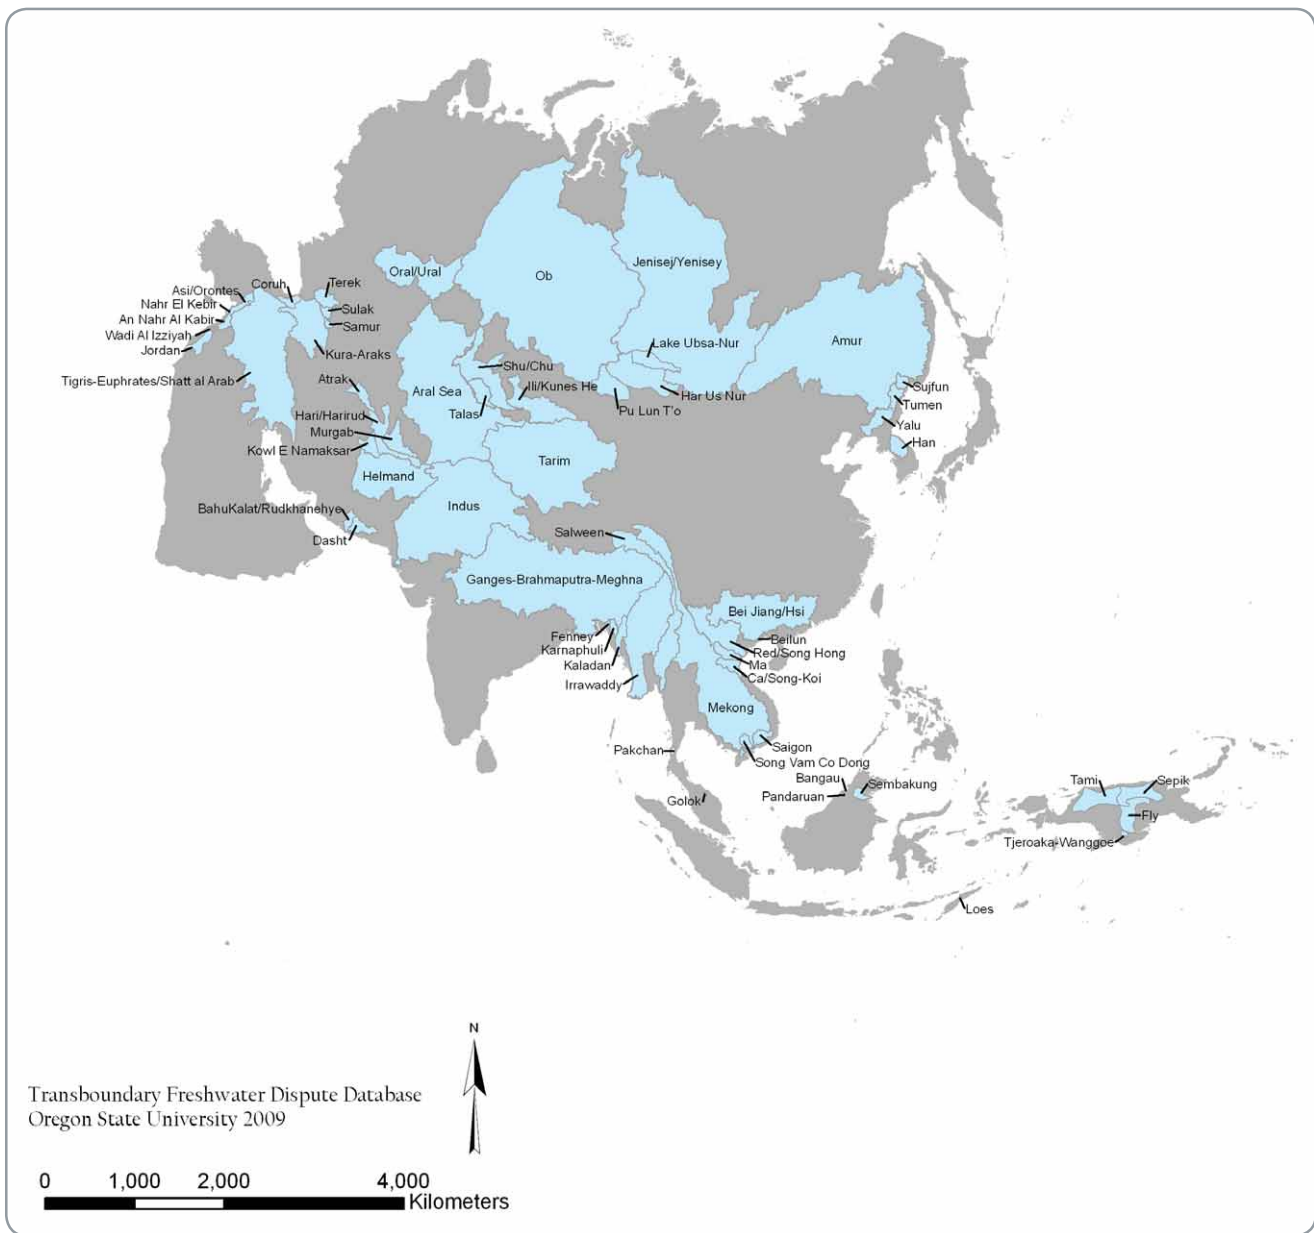 Oral/Ural
Ob
Jenisej/Yenisey
Amur
Lake Ubsa-Nur
Har Us Nur
Pu Lun T'o
Coruh
Terek
Asi/Orontes
Nahr El Kebir
An Nahr Al Kabir
Wadi Al Izziyah
Jordan
Sulak
Samur
Kura-Araks
Tigris-Euphrates/Shatt al Arab
Atrak
Aral Sea
Shu/Chu
Ili/Kunes He
Talas
Hari/Harirud
Murgab
Kowl E Namaksar
Helmand
Tarim
Indus
Sujfun
Tumen
Yalu
Han
BahuKalat/Rudkhanehye
Dasht
Salween
Ganges-Brahmaputra-Meghna
Bei Jiang/Hsi
Fenney
Karnaphuli
Kaladan
Irrawaddy
Beilun
Red/Song Hong
Ma
Ca/Song-Koi
Mekong
Saigon
Song Vam Co Dong
Pakchan
Golok
Bangau
Pandaruan
Sembakung
Tami
Sepik
Fly
Tjeroaka-Wanggoe
Loes
N
Transboundary Freshwater Dispute Database
Oregon State University 2009
0 1,000 2,000 4,000
Kilometers